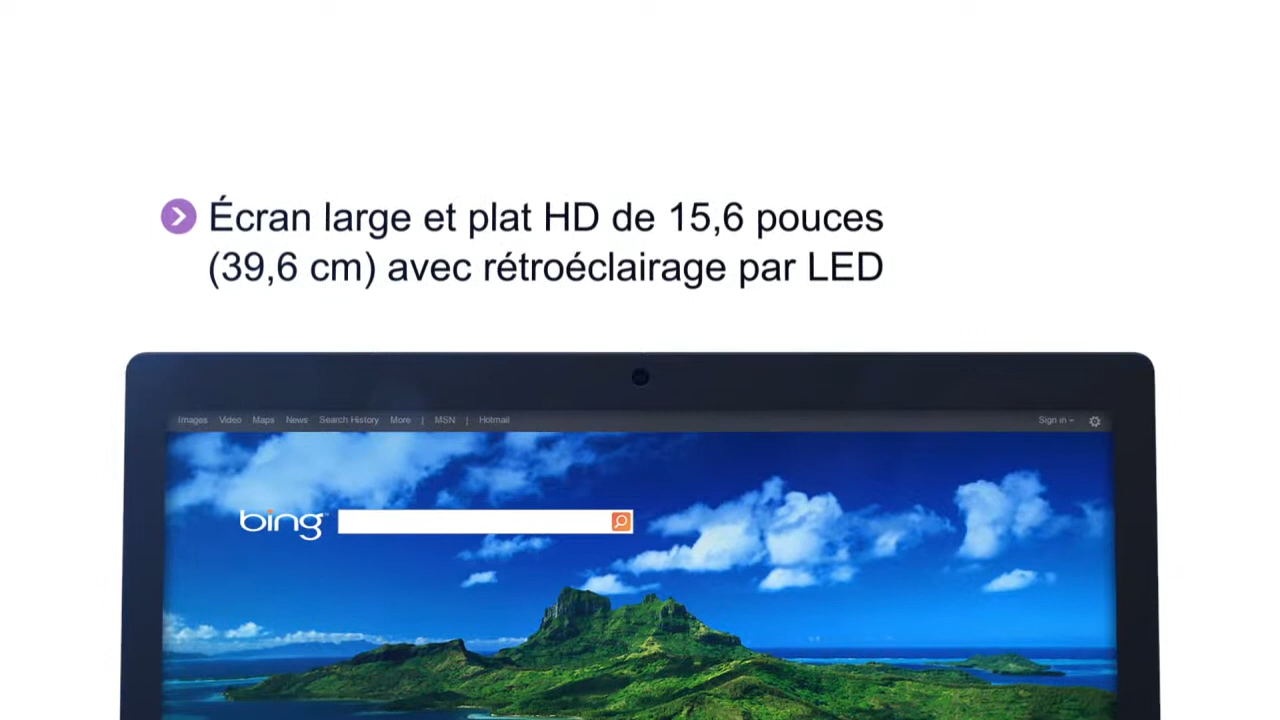 Écran large et plat HD de 15,6 pouces
(39,6 cm) avec rétroéclairage par LED
Images Video Maps News Search History More | MSN | Hotmail Sign in
bing